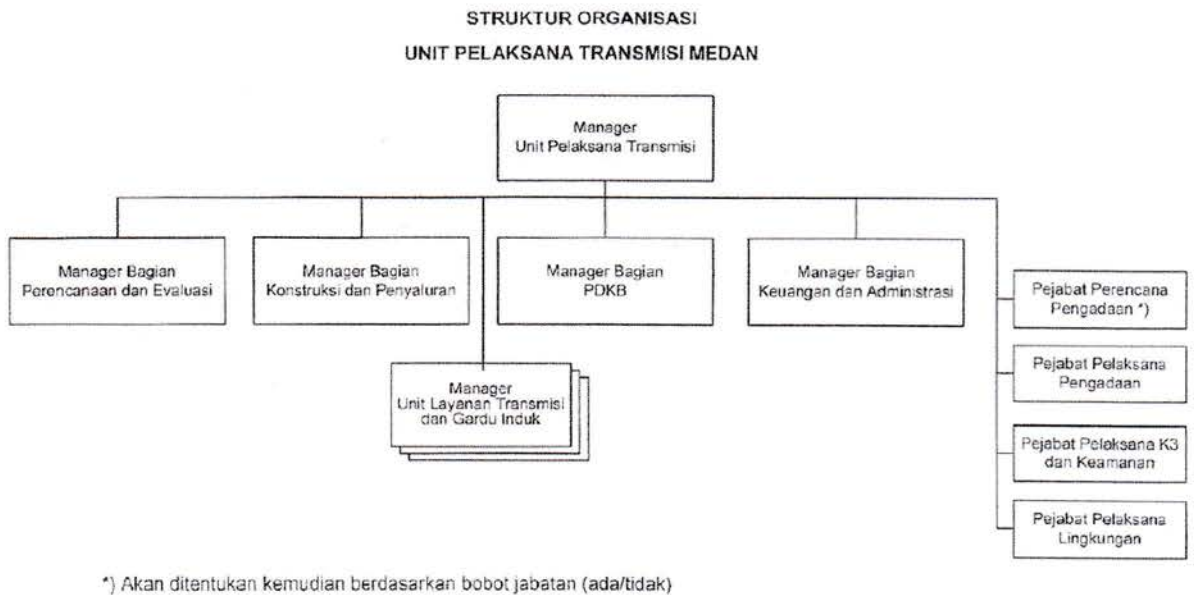 STRUKTUR ORGANISASI
UNIT PELAKSANA TRANSMISI MEDAN
Manager
Unit Pelaksana Transmisi
Manager Bagian
Perencanaan dan Evaluasi
Manager Bagian
Konstruksi dan Penyaluran
Manager Bagian
PDKB
Manager Bagian
Keuangan dan Administrasi
Manager
Unit Layanan Transmisi
dan Gardu Induk
Pejabat Perencana
Pengadaan *)
Pejabat Pelaksana
Pengadaan
Pejabat Pelaksana K3
dan Keamanan
Pejabat Pelaksana
Lingkungan
*) Akan ditentukan kemudian berdasarkan bobot jabatan (ada/tidak)